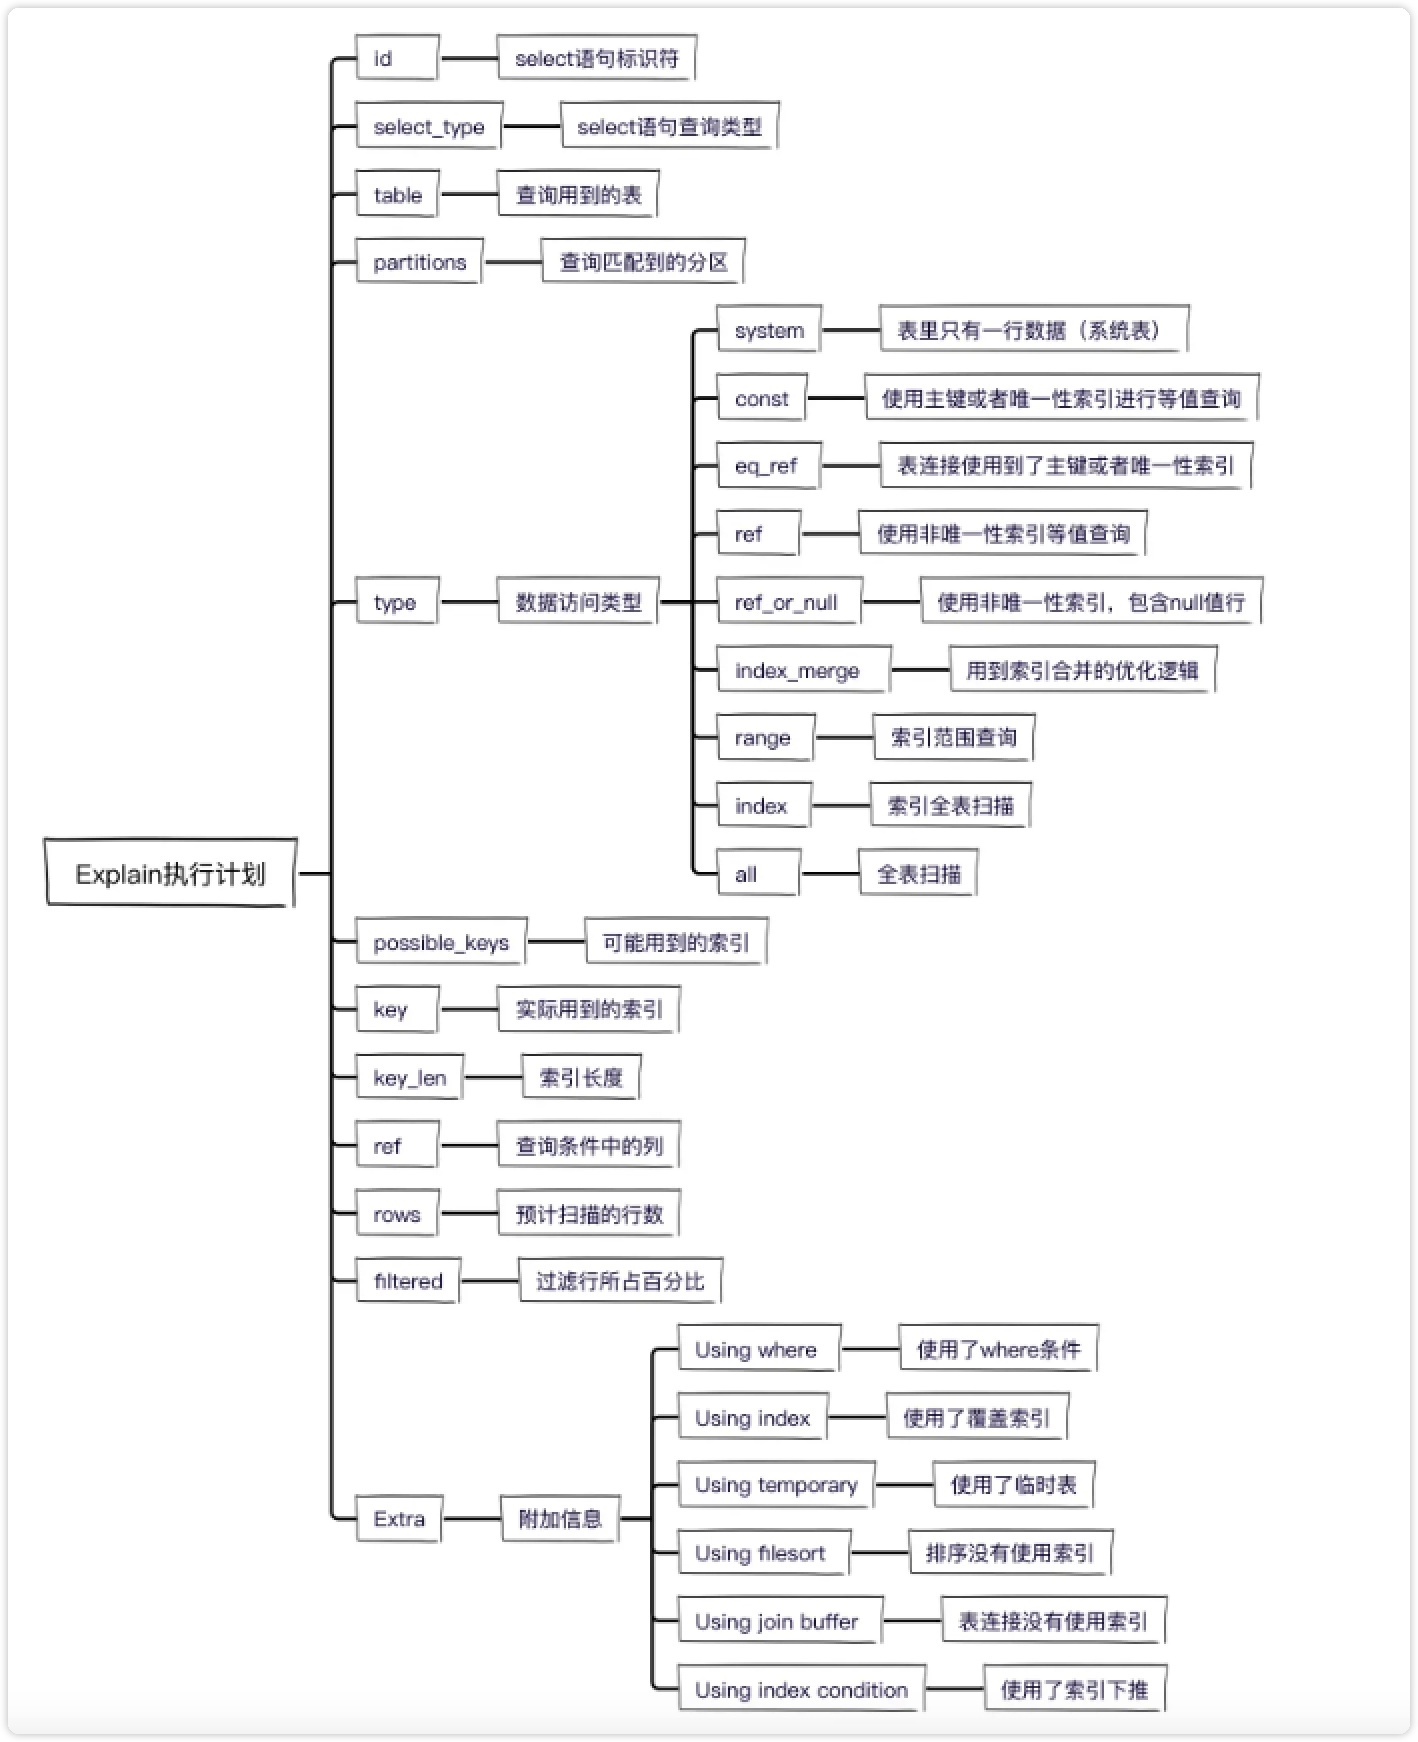 id
select语句标识符
select_type
select语句查询类型
table
查询用到的表
partitions
查询匹配到的分区
system
表里只有一行数据（系统表）
const
使用主键或者唯一性索引进行等值查询
eq_ref
表连接使用到了主键或者唯一性索引
ref
使用非唯一性索引等值查询
type
数据访问类型
ref_or_null
使用非唯一性索引，包含null值行
index_merge
用到索引合并的优化逻辑
range
索引范围查询
index
索引全表扫描
all
全表扫描
Explain执行计划
possible_keys
可能用到的索引
key
实际用到的索引
key_len
索引长度
ref
查询条件中的列
rows
预计扫描的行数
filtered
过滤行所占百分比
Using where
使用了where条件
Using index
使用了覆盖索引
Using temporary
使用了临时表
Extra
附加信息
Using filesort
排序没有使用索引
Using join buffer
表连接没有使用索引
Using index condition
使用了索引下推